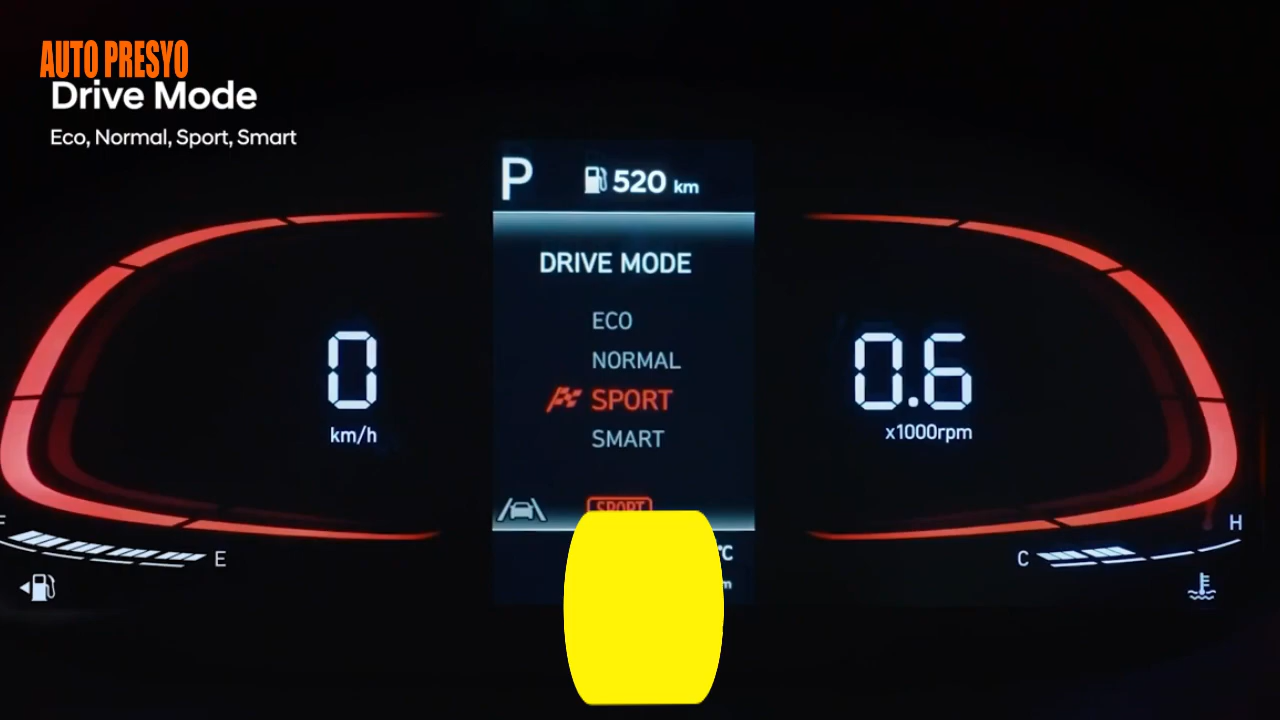 AUTO PRESYO
Drive Mode
Eco, Normal, Sport, Smart
P
520 km
DRIVE MODE
ECO
NORMAL
SPORT
SMART
SPORT
0
km/h
0.6
x1000rpm
F
E
C
H
°C